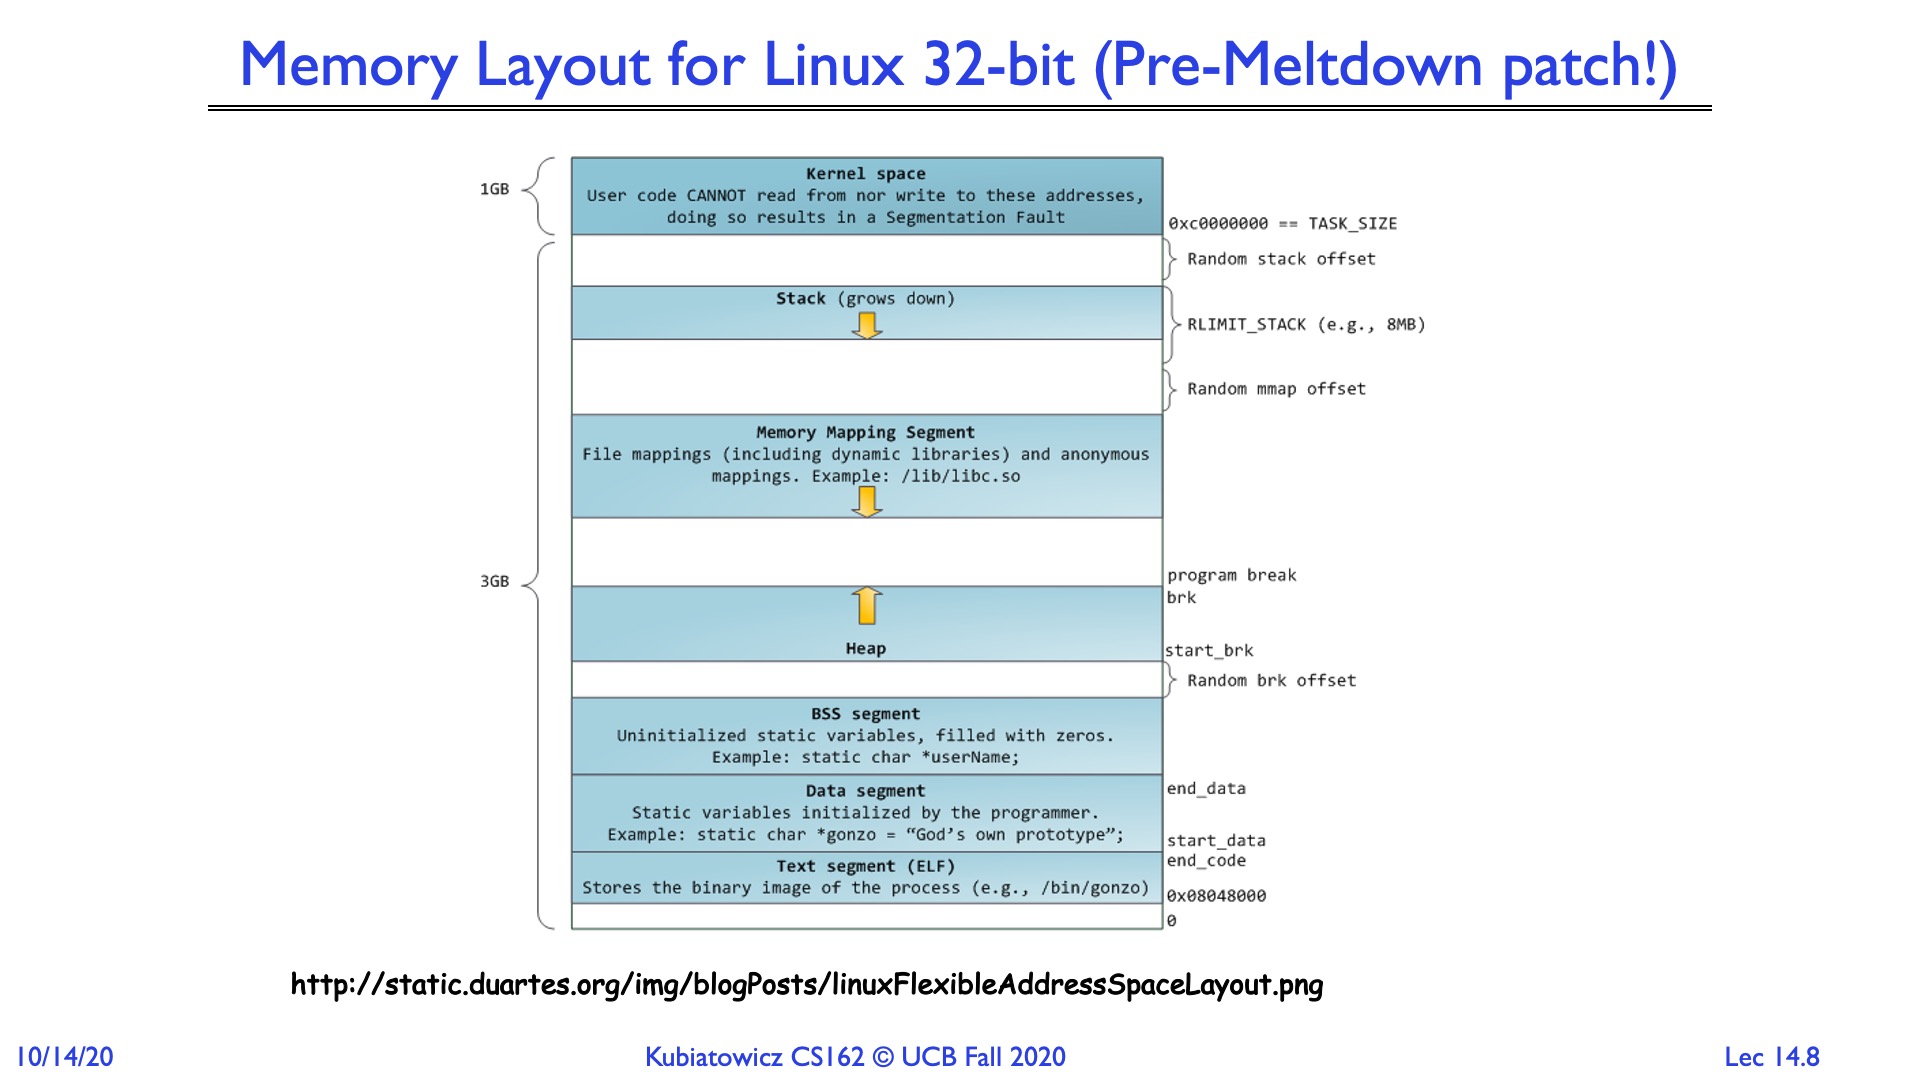 Memory Layout for Linux 32-bit (Pre-Meltdown patch!)
1GB
Kernel space
User code CANNOT read from nor write to these addresses,
doing so results in a Segmentation Fault
0xc0000000 == TASK_SIZE
Random stack offset
Stack (grows down)
RLIMIT_STACK (e.g., 8MB)
Random mmap offset
Memory Mapping Segment
File mappings (including dynamic libraries) and anonymous
mappings. Example: /lib/libc.so
3GB
program break
brk
Heap
start_brk
Random brk offset
BSS segment
Uninitialized static variables, filled with zeros.
Example: static char *userName;
Data segment
Static variables initialized by the programmer.
Example: static char *gonzo = “God’s own prototype”;
end_data
start_data
end_code
Text segment (ELF)
Stores the binary image of the process (e.g., /bin/gonzo)
0x08048000
0
http://static.duartes.org/img/blogPosts/linuxFlexibleAddressSpaceLayout.png
10/14/20
Kubiatowicz CS162 © UCB Fall 2020
Lec 14.8